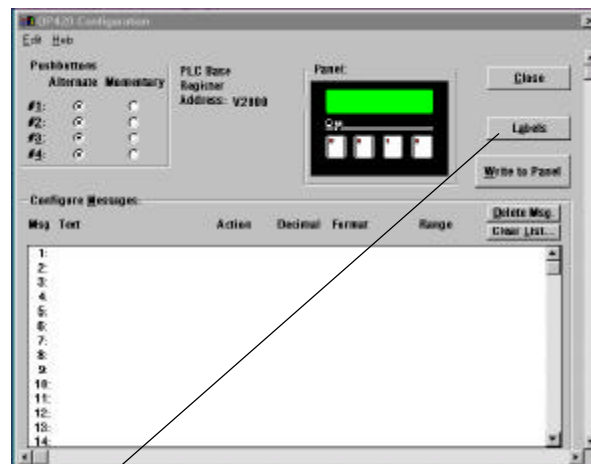 OP420 Configuration
Edit Help
Pushbuttons
Alternate Momentary
#1:
#2:
#3:
#4:
PLC Base
Register
Address: V2000
Panel:
Close
Labels
Write to Panel
Configure Messages:
Delete Msg.
Clear List...
Msg Text Action Decimal Format Range
1:
2:
3:
4:
5:
6:
7:
8:
9:
10:
11:
12:
13:
14: